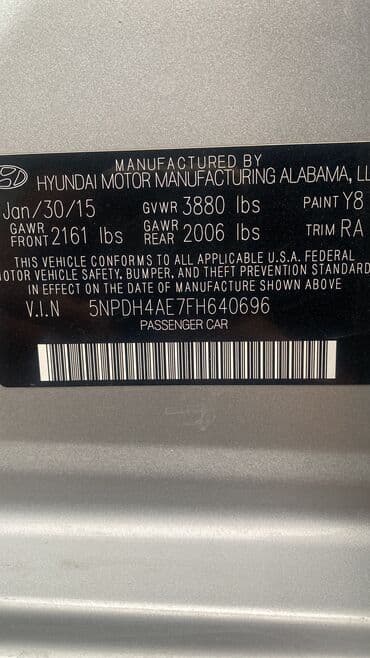 MANUFACTURED BY
HYUNDAI MOTOR MANUFACTURING ALABAMA, LL
Jan/30/15 GVWR 3880 lbs PAINT Y8
GAWR FRONT 2161 lbs GAWR REAR 2006 lbs TRIM RA
THIS VEHICLE CONFORMS TO ALL APPLICABLE U.S.A. FEDERAL
MOTOR VEHICLE SAFETY, BUMPER, AND THEFT PREVENTION STANDARD
IN EFFECT ON THE DATE OF MANUFACTURE SHOWN ABOVE.
V.I.N 5NPDH4AE7FH640696
PASSENGER CAR